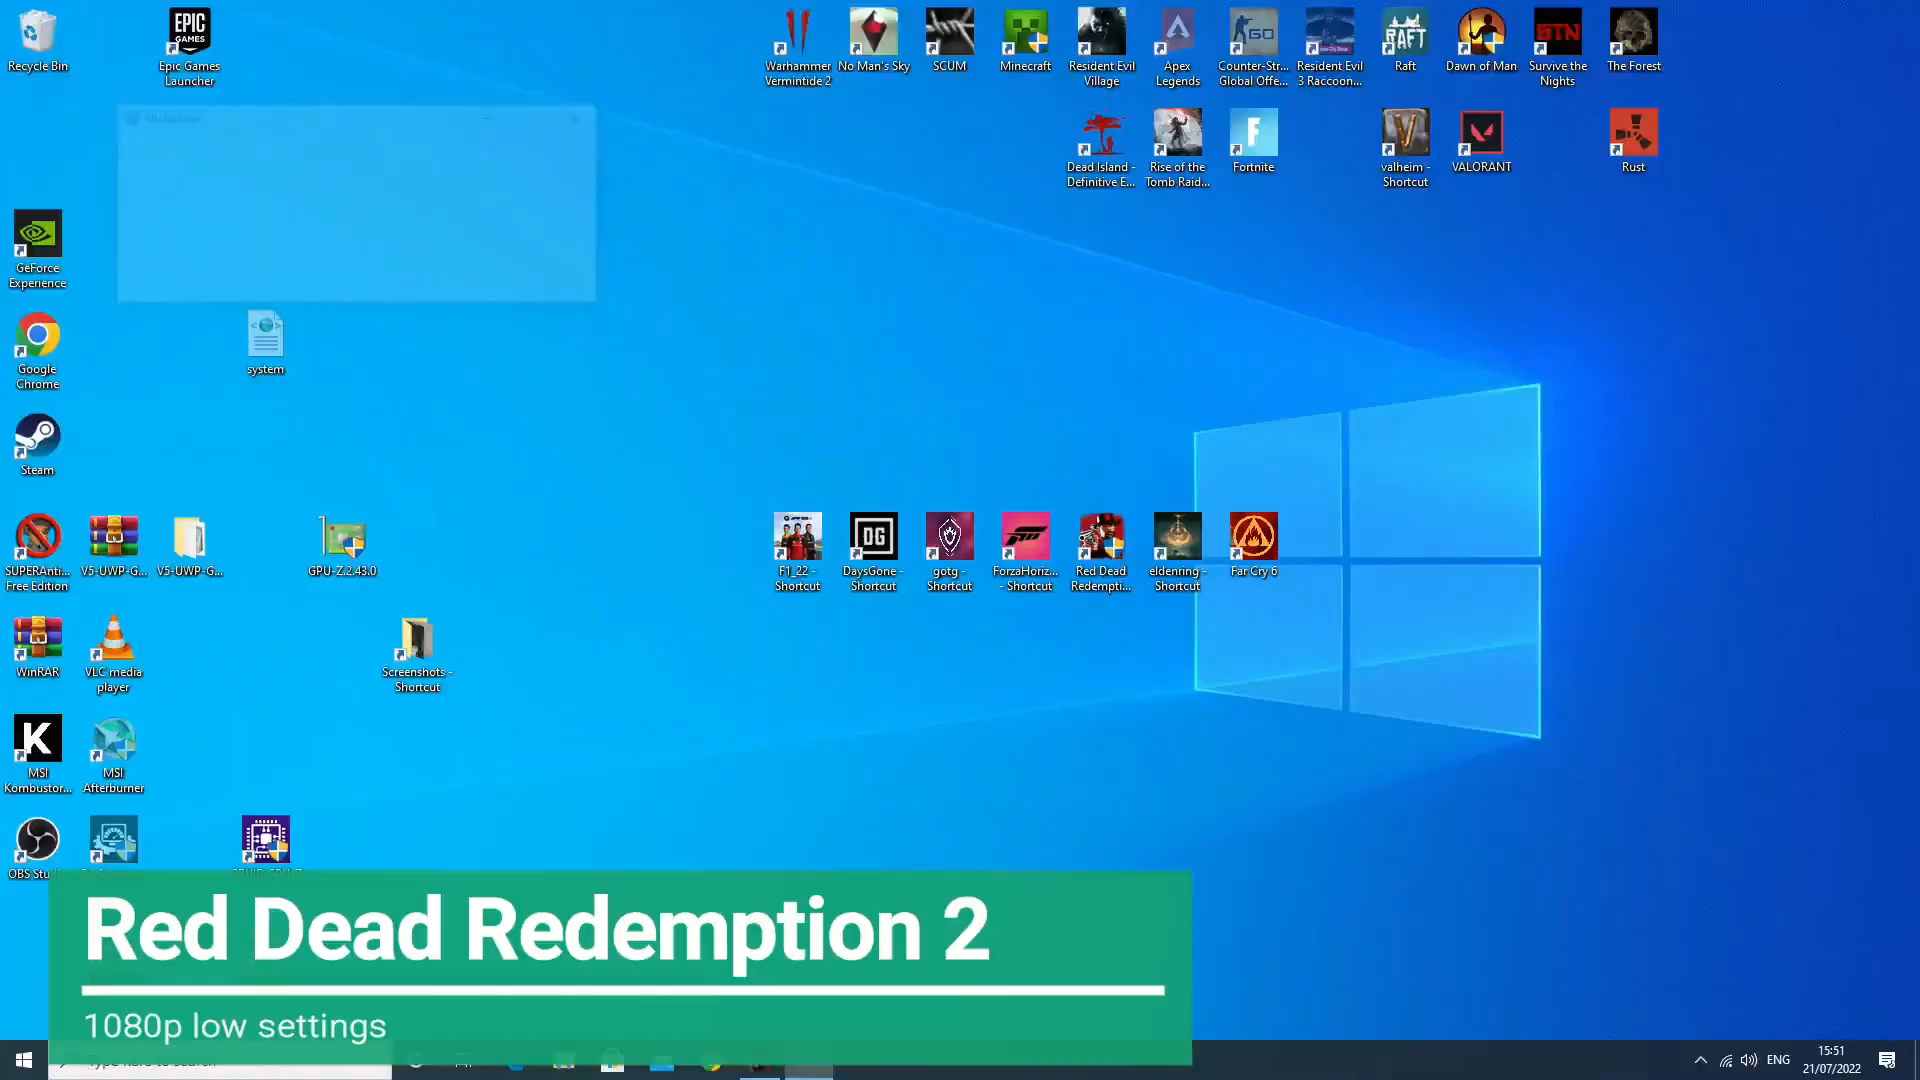 Recycle Bin
EPIC
GAMES
Epic Games
Launcher
Warhammer
Vermintide 2
No Man's Sky
SCUM
Minecraft
Resident Evil
Village
Apex
Legends
GO
Counter-Str...
Global Offe...
Resident Evil
3 Raccoon...
RAFT
Raft
Dawn of Man
STN
Survive the
Nights
The Forest
Dead Island -
Definitive E...
Rise of the
Tomb Raid...
Fortnite
valheim -
Shortcut
VALORANT
Rust
GeForce
Experience
Google
Chrome
system
Steam
SUPERAnti...
Free Edition
V5-UWP-G...
V5-UWP-G...
GPU-Z.2.43.0
F1_22 -
Shortcut
DG
DaysGone -
Shortcut
gotg -
Shortcut
ForzaHoriz...
- Shortcut
Red Dead
Redempti...
eldenring -
Shortcut
Far Cry 6
WinRAR
VLC media
player
Screenshots -
Shortcut
K
MSI
Kombustor...
MSI
Afterburner
OBS Stu
Red Dead Redemption 2
1080p low settings
ENG
15:51
21/07/2022